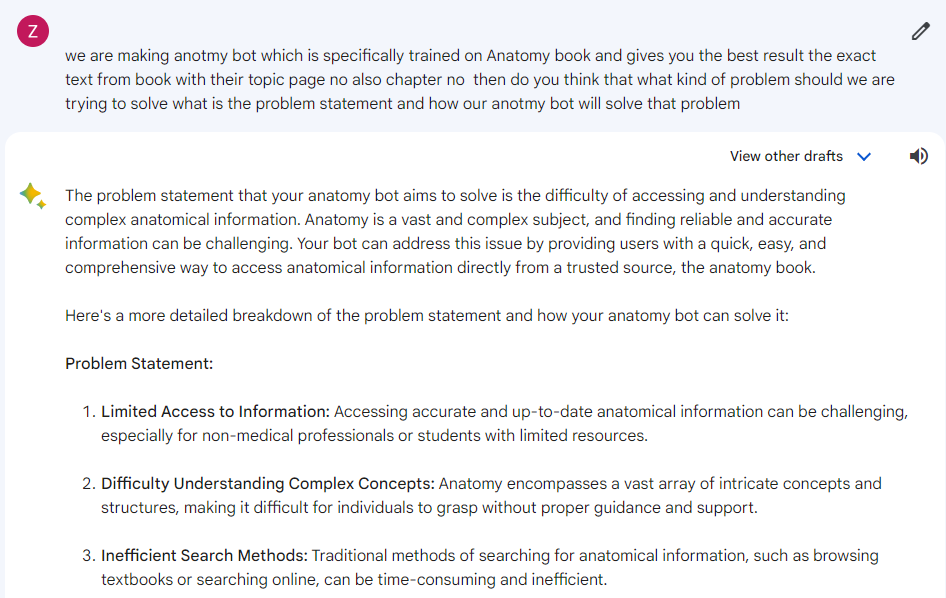 Z
we are making anotmy bot which is specifically trained on Anatomy book and gives you the best result the exact
text from book with their topic page no also chapter no  then do you think that what kind of problem should we are
trying to solve what is the problem statement and how our anotmy bot will solve that problem
View other drafts
The problem statement that your anatomy bot aims to solve is the difficulty of accessing and understanding
complex anatomical information. Anatomy is a vast and complex subject, and finding reliable and accurate
information can be challenging. Your bot can address this issue by providing users with a quick, easy, and
comprehensive way to access anatomical information directly from a trusted source, the anatomy book.
Here's a more detailed breakdown of the problem statement and how your anatomy bot can solve it:
Problem Statement:
1. Limited Access to Information: Accessing accurate and up-to-date anatomical information can be challenging,
especially for non-medical professionals or students with limited resources.
2. Difficulty Understanding Complex Concepts: Anatomy encompasses a vast array of intricate concepts and
structures, making it difficult for individuals to grasp without proper guidance and support.
3. Inefficient Search Methods: Traditional methods of searching for anatomical information, such as browsing
textbooks or searching online, can be time-consuming and inefficient.